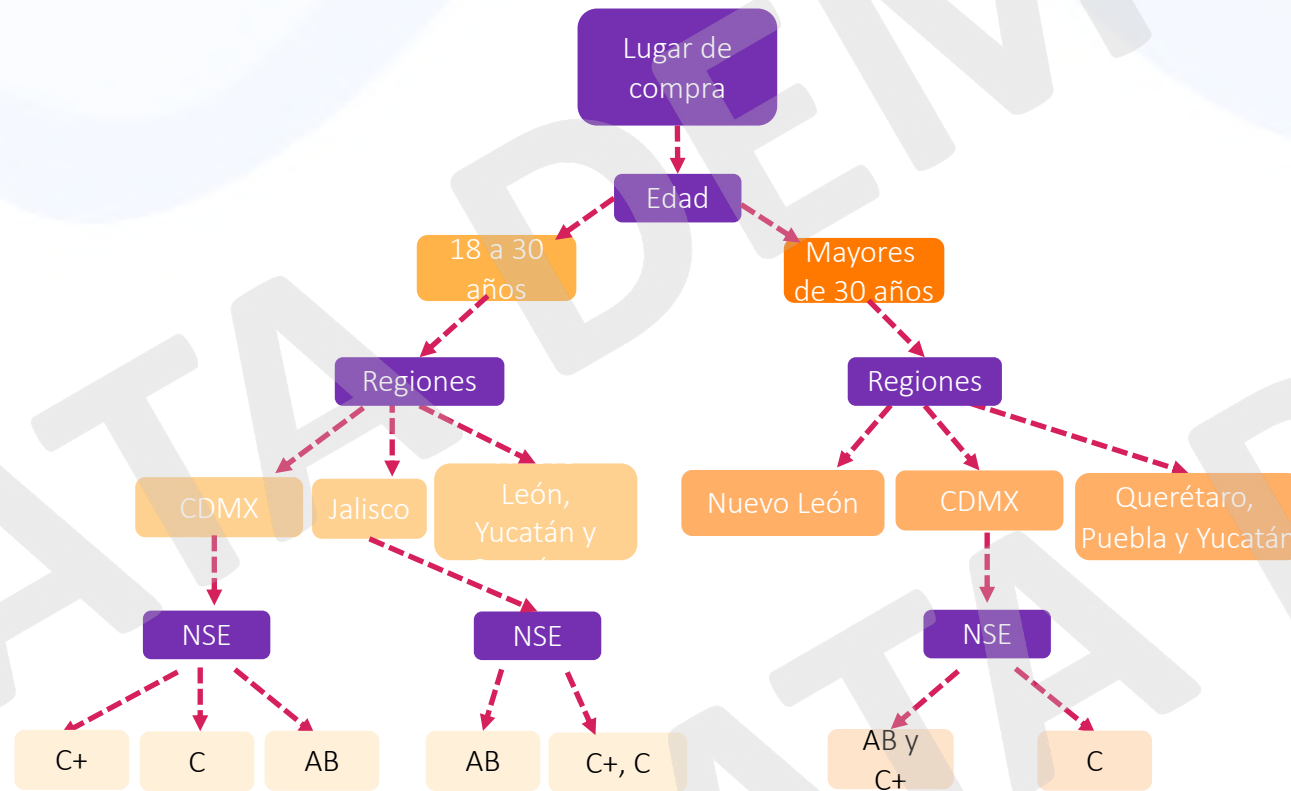 Lugar de
compra
Edad
18 a 30
años
Mayores
de 30 años
Regiones
Regiones
CDMX
Jalisco
León,
Yucatán y
Nuevo León
CDMX
Querétaro,
Puebla y Yucatán
NSE
NSE
NSE
C+
C
AB
AB
C+, C
AB y
C+
C